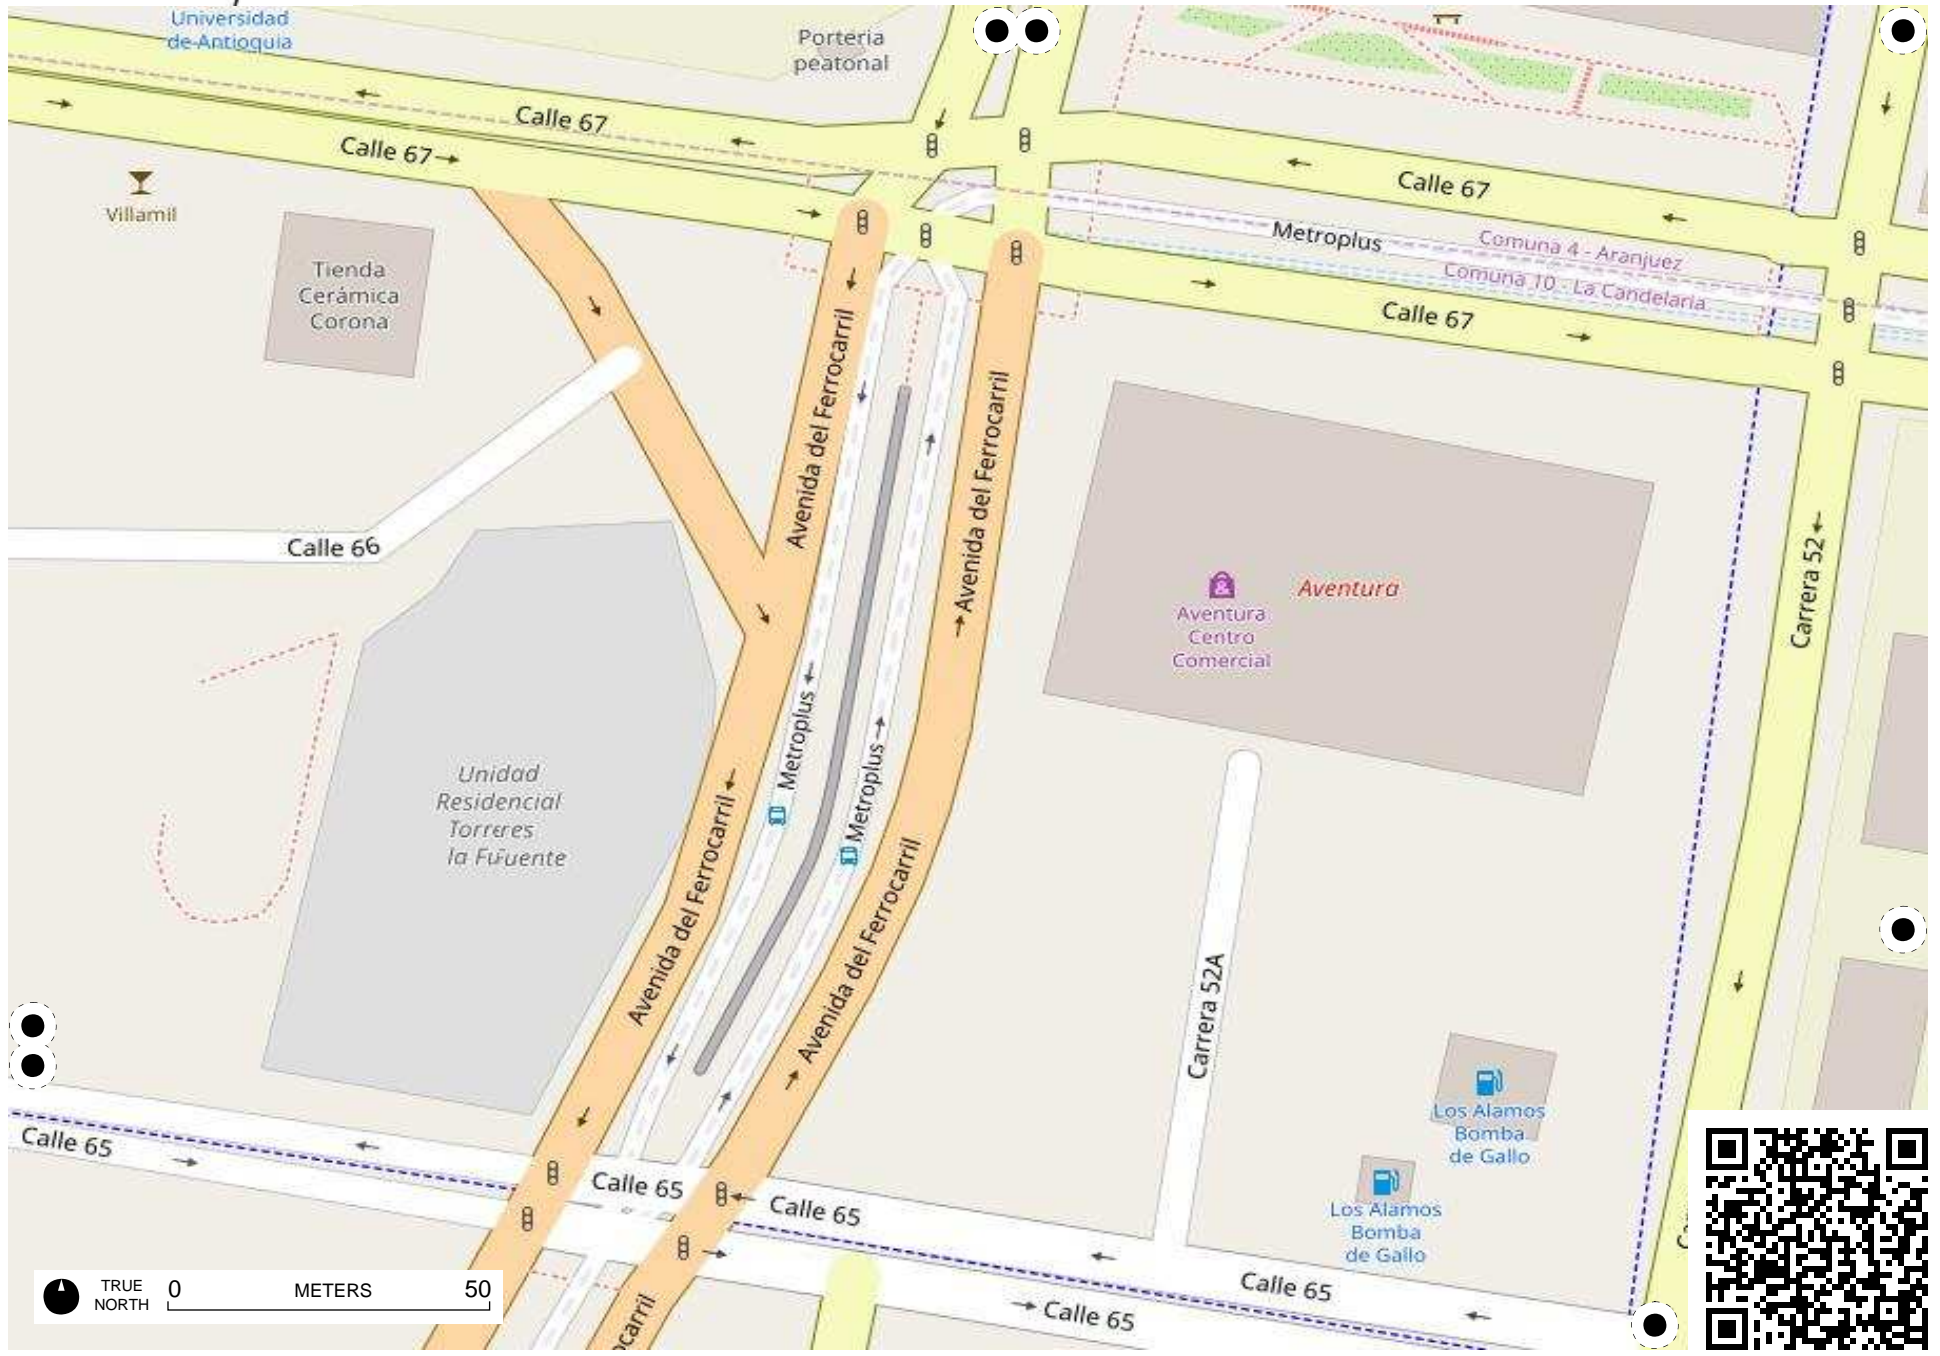 Universidad
de Antioquia
Porteria
peatonal
Calle 67
Calle 67
Calle 67
Villamil
Tienda
Cerámica
Corona
Metroplus
Comuna 4 - Aranjuez
Comuna 10 - La Candelaria
Calle 67
Avenida del Ferrocarril
Avenida del Ferrocarril
Calle 66
Carrera 52
Aventura
Aventura
Centro
Comercial
Metroplus
Metroplus
Unidad
Residencial
Avenida del Ferrocarril
Avenida del Ferrocarril
Carrera 52A
Los Alamos
Bomba
de Gallo
Los Alamos
Bomba
de Gallo
Calle 65
Calle 65
Calle 65
Calle 65
Calle 65
ocarril
TRUE
NORTH
0 METERS 50